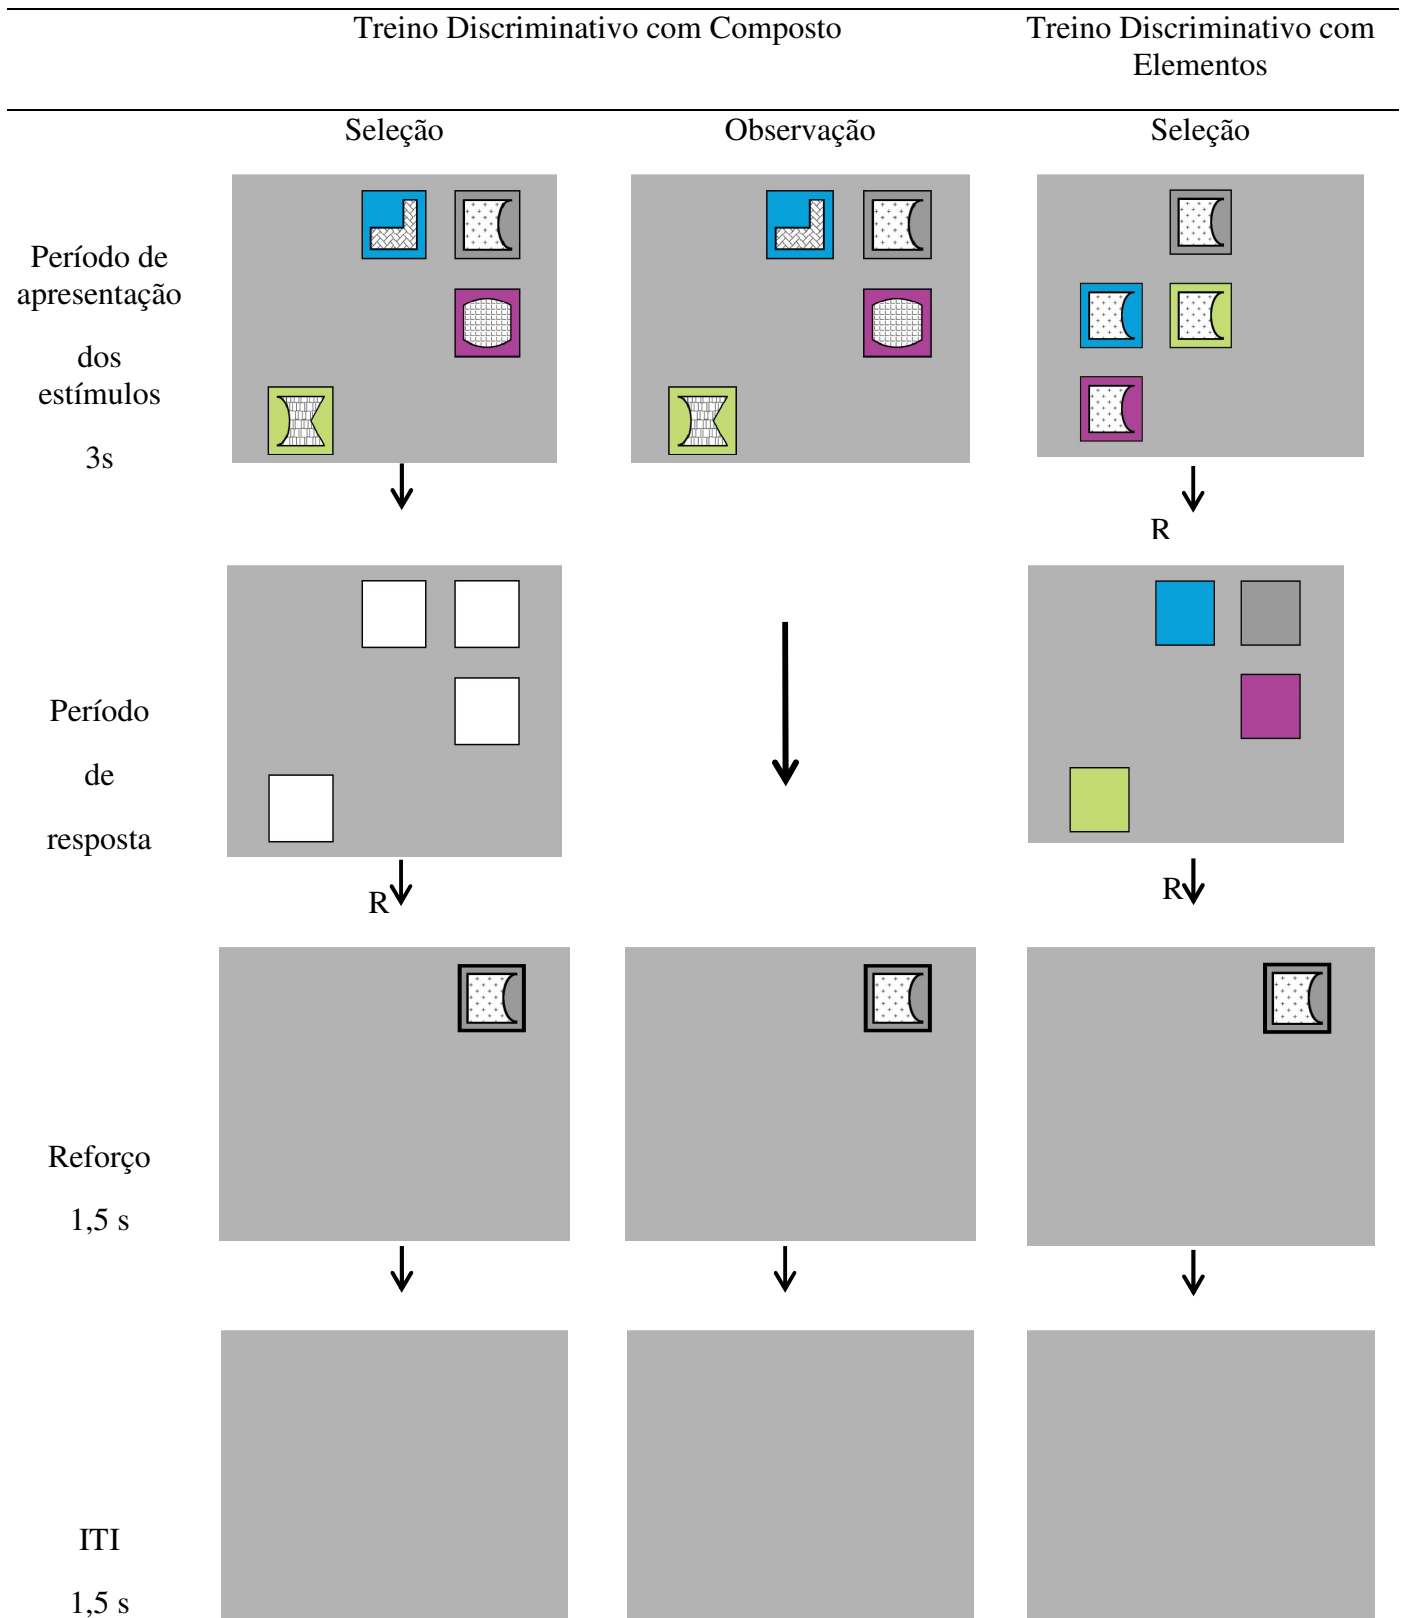 Treino Discriminativo com Composto
Treino Discriminativo com
Elementos
Seleção
Observação
Seleção
Período de
apresentação
dos
estímulos
3s
R
Período
de
resposta
R
R
Reforço
1,5 s
ITI
1,5 s